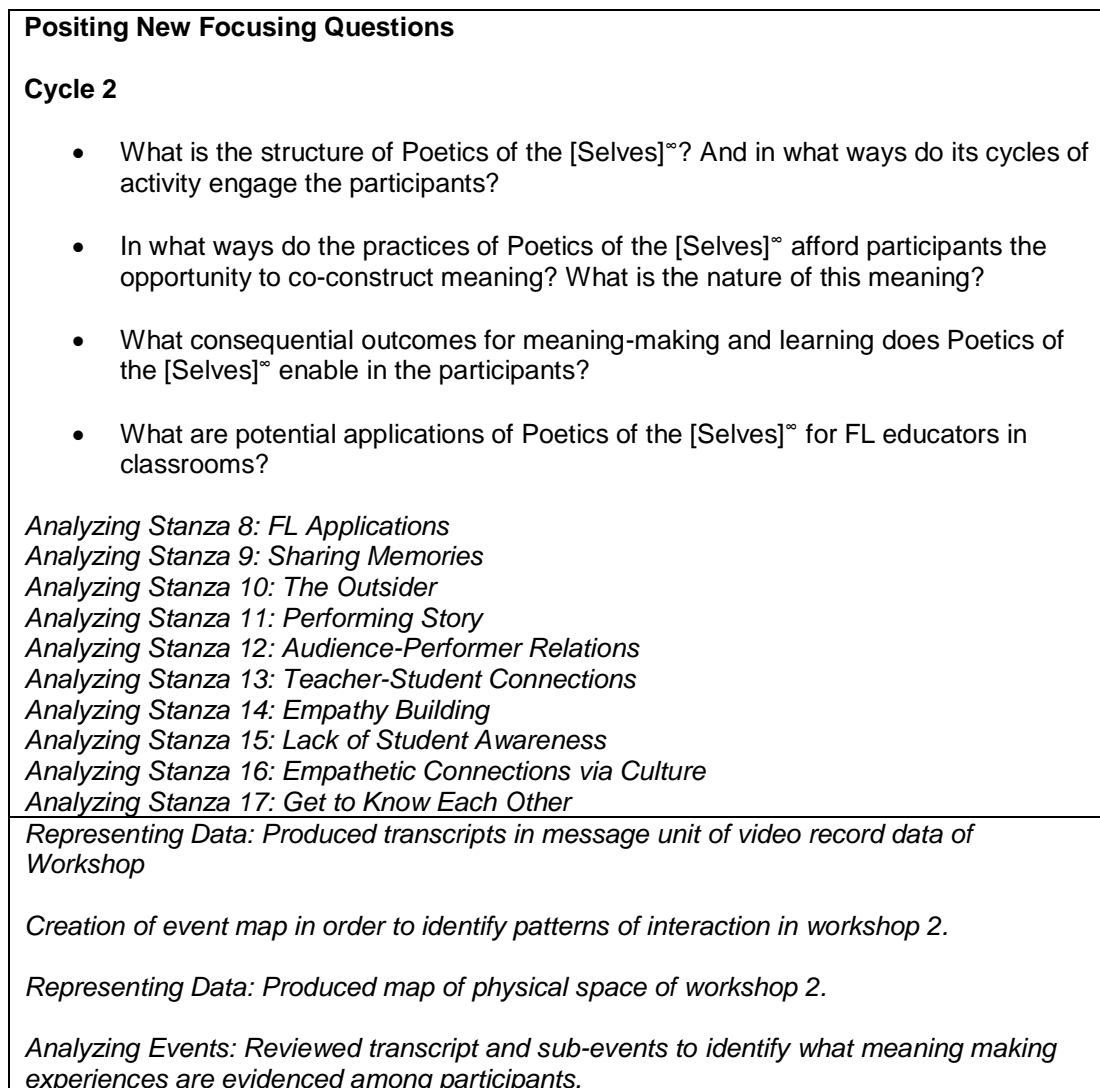 Positing New Focusing Questions
Cycle 2
• What is the structure of Poetics of the [Selves]∞? And in what ways do its cycles of
activity engage the participants?
• In what ways do the practices of Poetics of the [Selves]∞ afford participants the
opportunity to co-construct meaning? What is the nature of this meaning?
• What consequential outcomes for meaning-making and learning does Poetics of
the [Selves]∞ enable in the participants?
• What are potential applications of Poetics of the [Selves]∞ for FL educators in
classrooms?
Analyzing Stanza 8: FL Applications
Analyzing Stanza 9: Sharing Memories
Analyzing Stanza 10: The Outsider
Analyzing Stanza 11: Performing Story
Analyzing Stanza 12: Audience-Performer Relations
Analyzing Stanza 13: Teacher-Student Connections
Analyzing Stanza 14: Empathy Building
Analyzing Stanza 15: Lack of Student Awareness
Analyzing Stanza 16: Empathetic Connections via Culture
Analyzing Stanza 17: Get to Know Each Other
Representing Data: Produced transcripts in message unit of video record data of
Workshop
Creation of event map in order to identify patterns of interaction in workshop 2.
Representing Data: Produced map of physical space of workshop 2.
Analyzing Events: Reviewed transcript and sub-events to identify what meaning making
experiences are evidenced among participants.